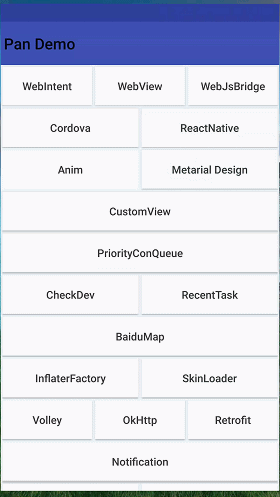 Pan Demo
WebIntent WebView WebJsBridge
Cordova ReactNative
Anim Metarial Design
CustomView
PriorityConQueue
CheckDev RecentTask
BaiduMap
InflaterFactory SkinLoader
Volley OkHttp Retrofit
Notification